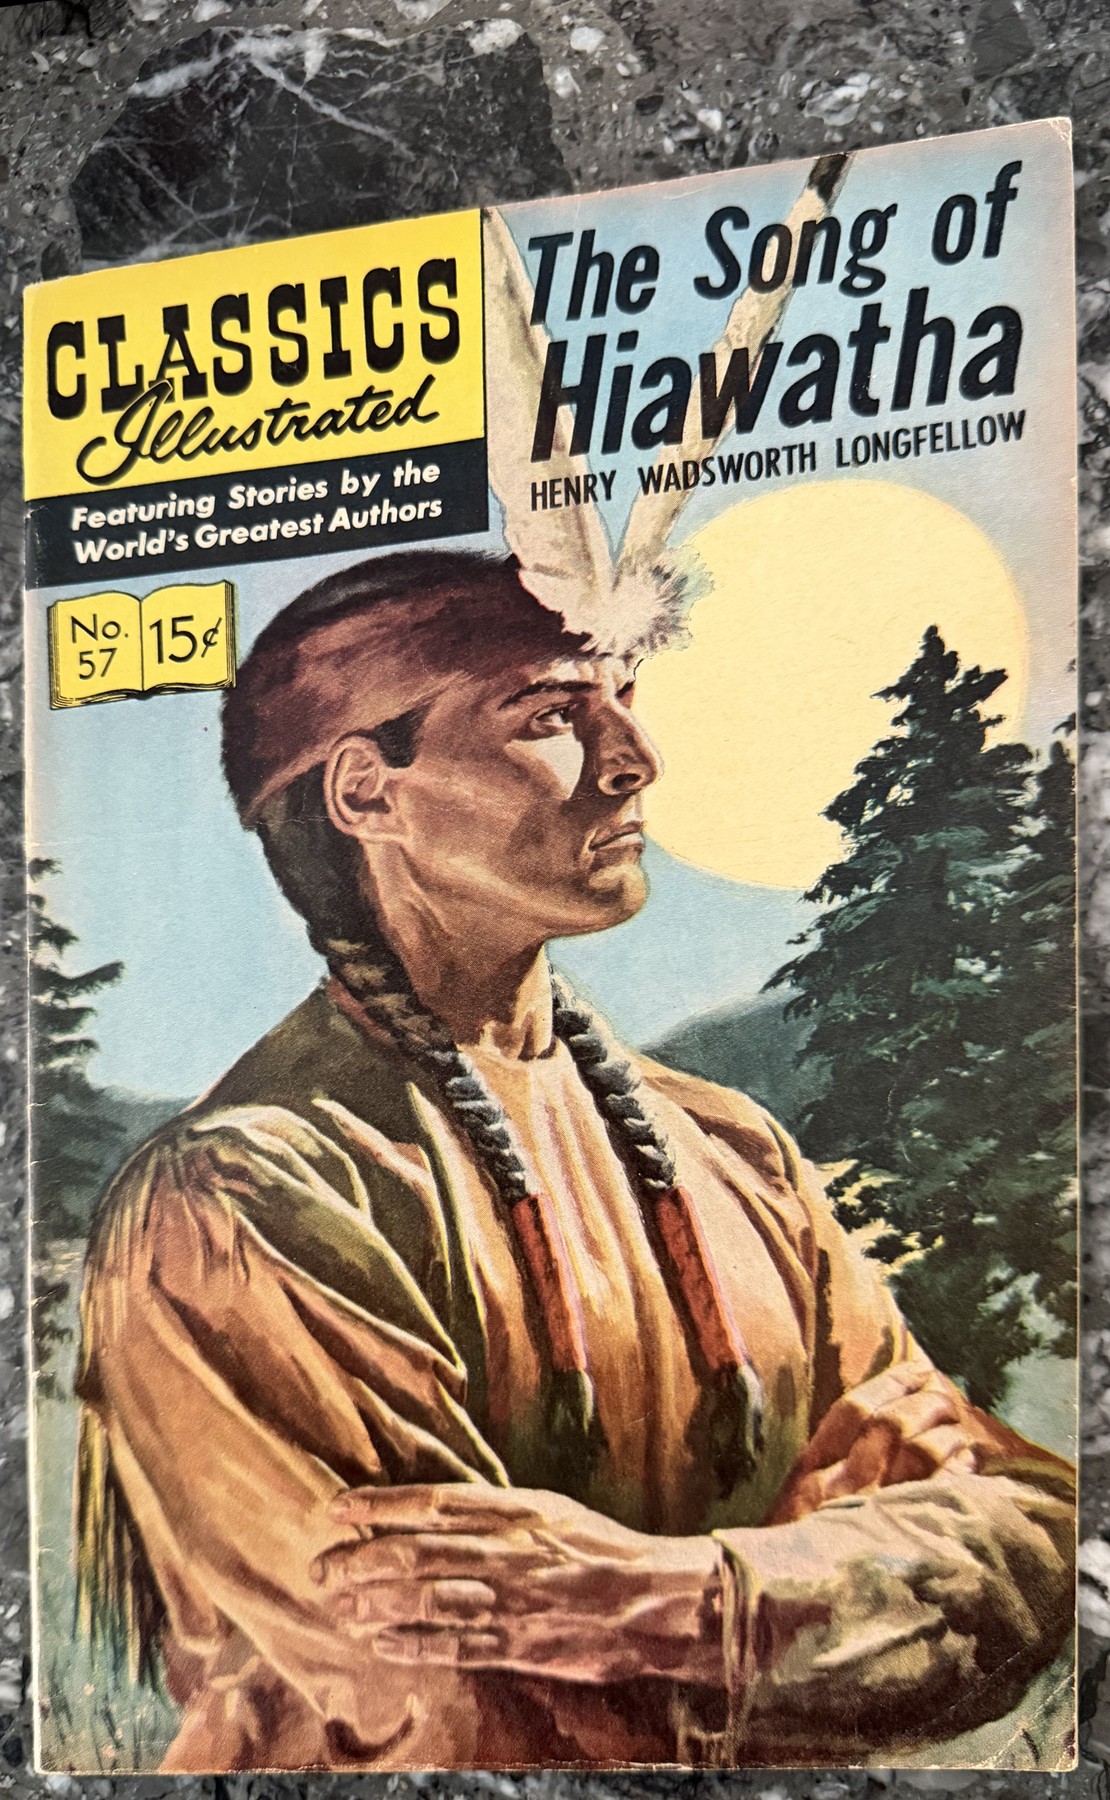 CLASSICS
Illustrated
Featuring Stories by the
World's Greatest Authors
No.
57
15¢
The Song of
Hiawatha
HENRY WADSWORTH LONGFELLOW